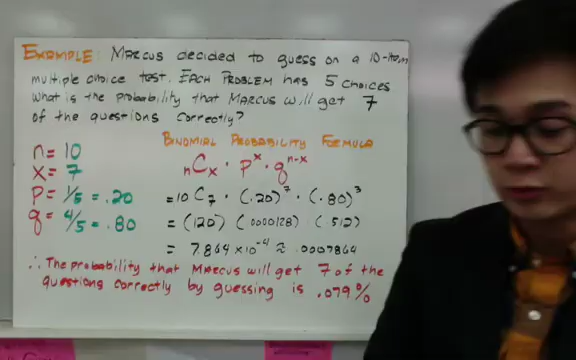 EXAMPLE: MARCUS decided to guess on a 10-item
multiple choice test. EACH PROBLEM has 5 choices
What is the probability that MARCUS will get 7
of the questions correctly?
BINOMIAL PROBABILITY FORMULA
n = 10
x = 7
P = 1/5 = .20
q = 4/5 = .80
nCx · p^x · q^n-x
= 10 C7 · (.20)^7 · (.80)^3
= (120) (.0000128) (.512)
= 7.864 x 10^-4 ≈ .0007864
∴ The probability that MARCUS will get 7 of the
questions correctly by guessing is .079%